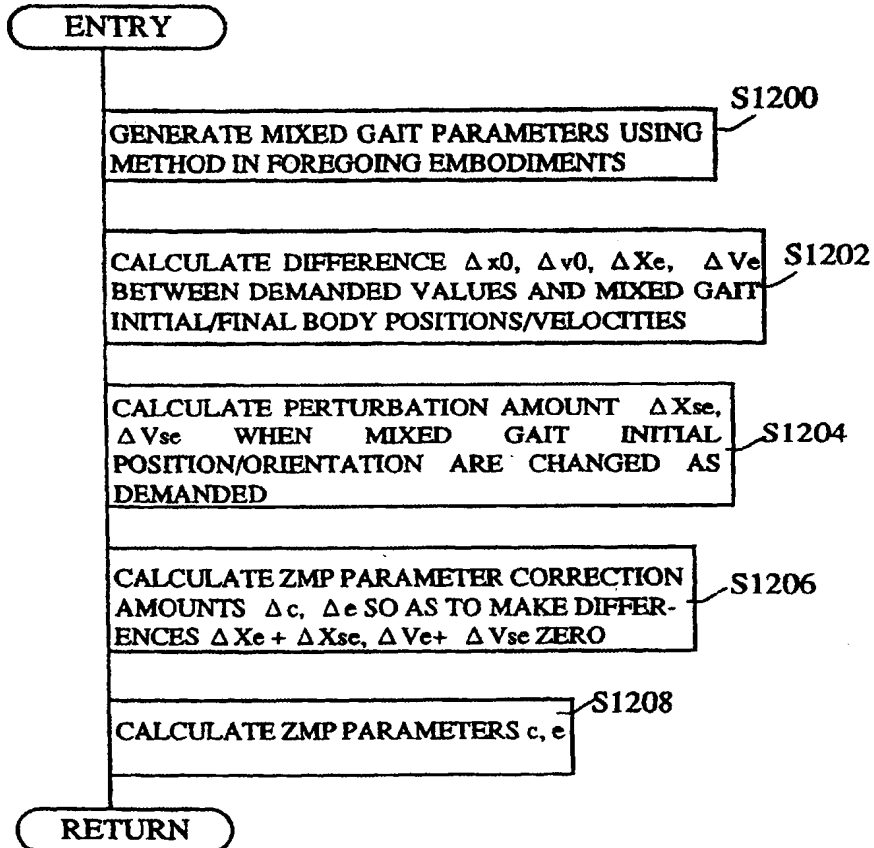 ENTRY
S1200
GENERATE MIXED GAIT PARAMETERS USING
METHOD IN FOREGOING EMBODIMENTS
S1202
CALCULATE DIFFERENCE Δx0, Δv0, ΔXe, ΔVe
BETWEEN DEMANDED VALUES AND MIXED GAIT
INITIAL/FINAL BODY POSITIONS/VELOCITIES
CALCULATE PERTURBATION AMOUNT ΔXse,
ΔVse WHEN MIXED GAIT INITIAL
S1204
POSITION/ORIENTATION ARE CHANGED AS
DEMANDED
CALCULATE ZMP PARAMETER CORRECTION
S1206
AMOUNTS Δc, Δe SO AS TO MAKE DIFFER-
ENCES ΔXe + ΔXse, ΔVe+ ΔVse ZERO
S1208
CALCULATE ZMP PARAMETERS c, e
RETURN